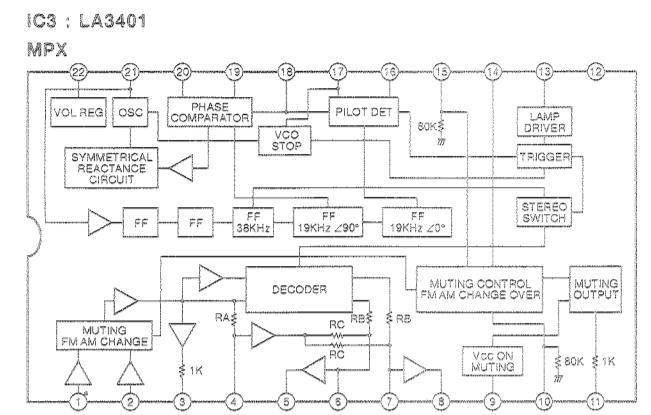 IC3 : LA3401
MPX
22 21 20 19 18 17 16 15 14 13 12
VOL REG
OSC
PHASE
COMPARATOR
VCO
STOP
PILOT DET
80K
LAMP
DRIVER
TRIGGER
SYMMETRICAL
REACTANCE
CIRCUIT
FF
FF
FF
38KHz
FF
19KHz ∠90°
FF
19KHz ∠0°
STEREO
SWITCH
DECODER
MUTING CONTROL
FM AM CHANGE OVER
MUTING
OUTPUT
RA
RB
RB
RC
RC
MUTING
FM AM CHANGE
1K
Vcc ON
MUTING
80K
1K
1 2 3 4 5 6 7 8 9 10 11